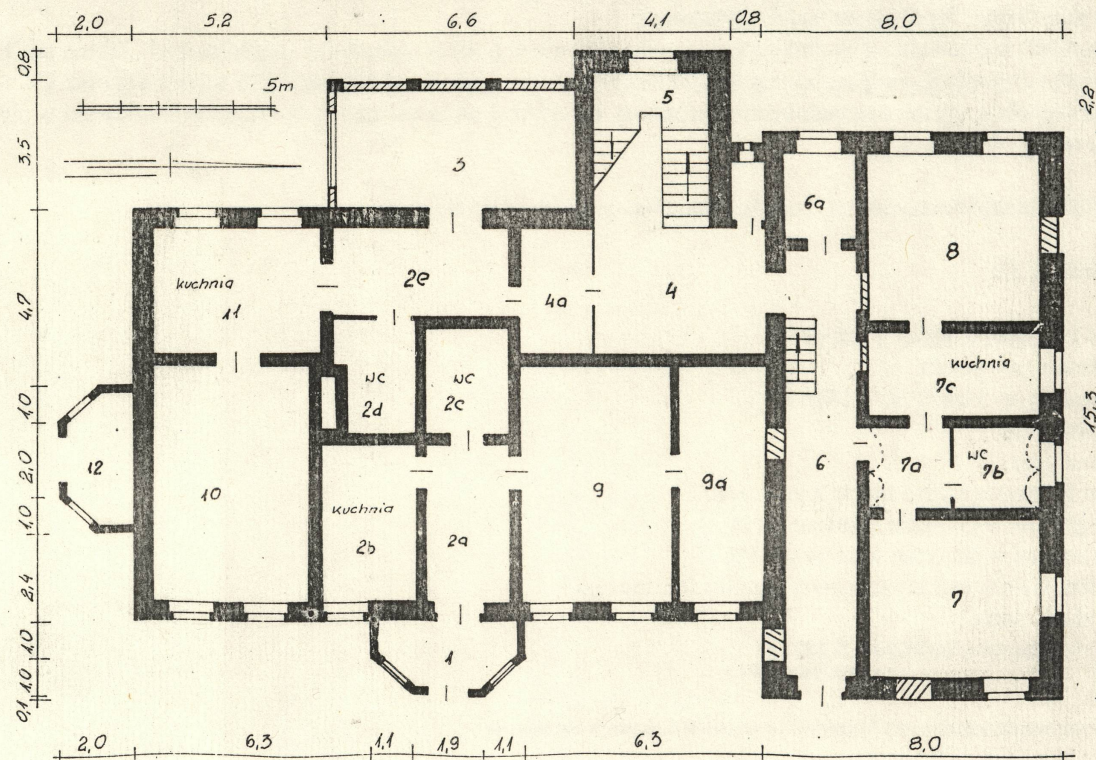 2,0 5,2 6,6 4,1 0,8 8,0
0,8
5m
3,5
2,2
5
3
6a
8
kuchnia
11
2e
4a
4
4,7
wc
2d
wc
2c
kuchnia
7c
1,0
15,3
12
2,0
10
kuchnia
2b
2a
9
9a
6
7a
wc
7b
1,0
2,4
7
1
1,0
1,0
0,1
2,0 6,3 1,1 1,9 1,1 6,3 8,0